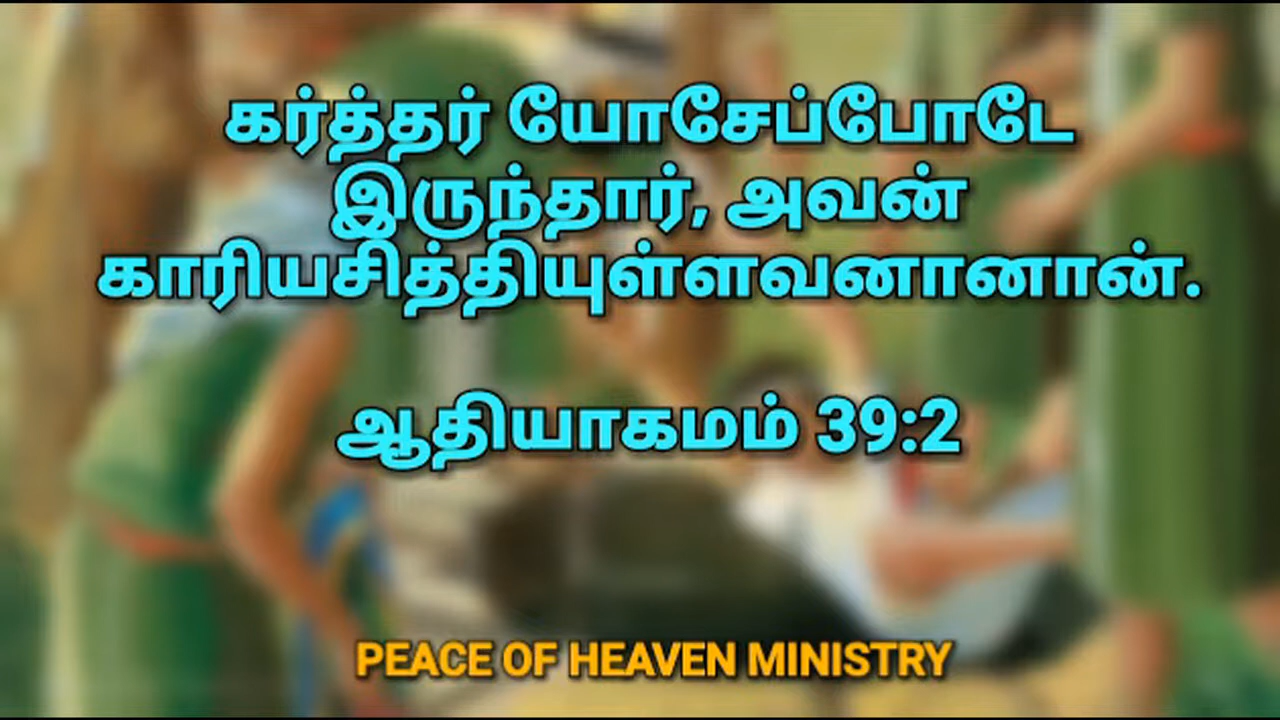 கர்த்தர் யோசேப்போடே
இருந்தார், அவன்
காரியசித்தியுள்ளவனானான்.
ஆதியாகமம் 39:2
PEACE OF HEAVEN MINISTRY